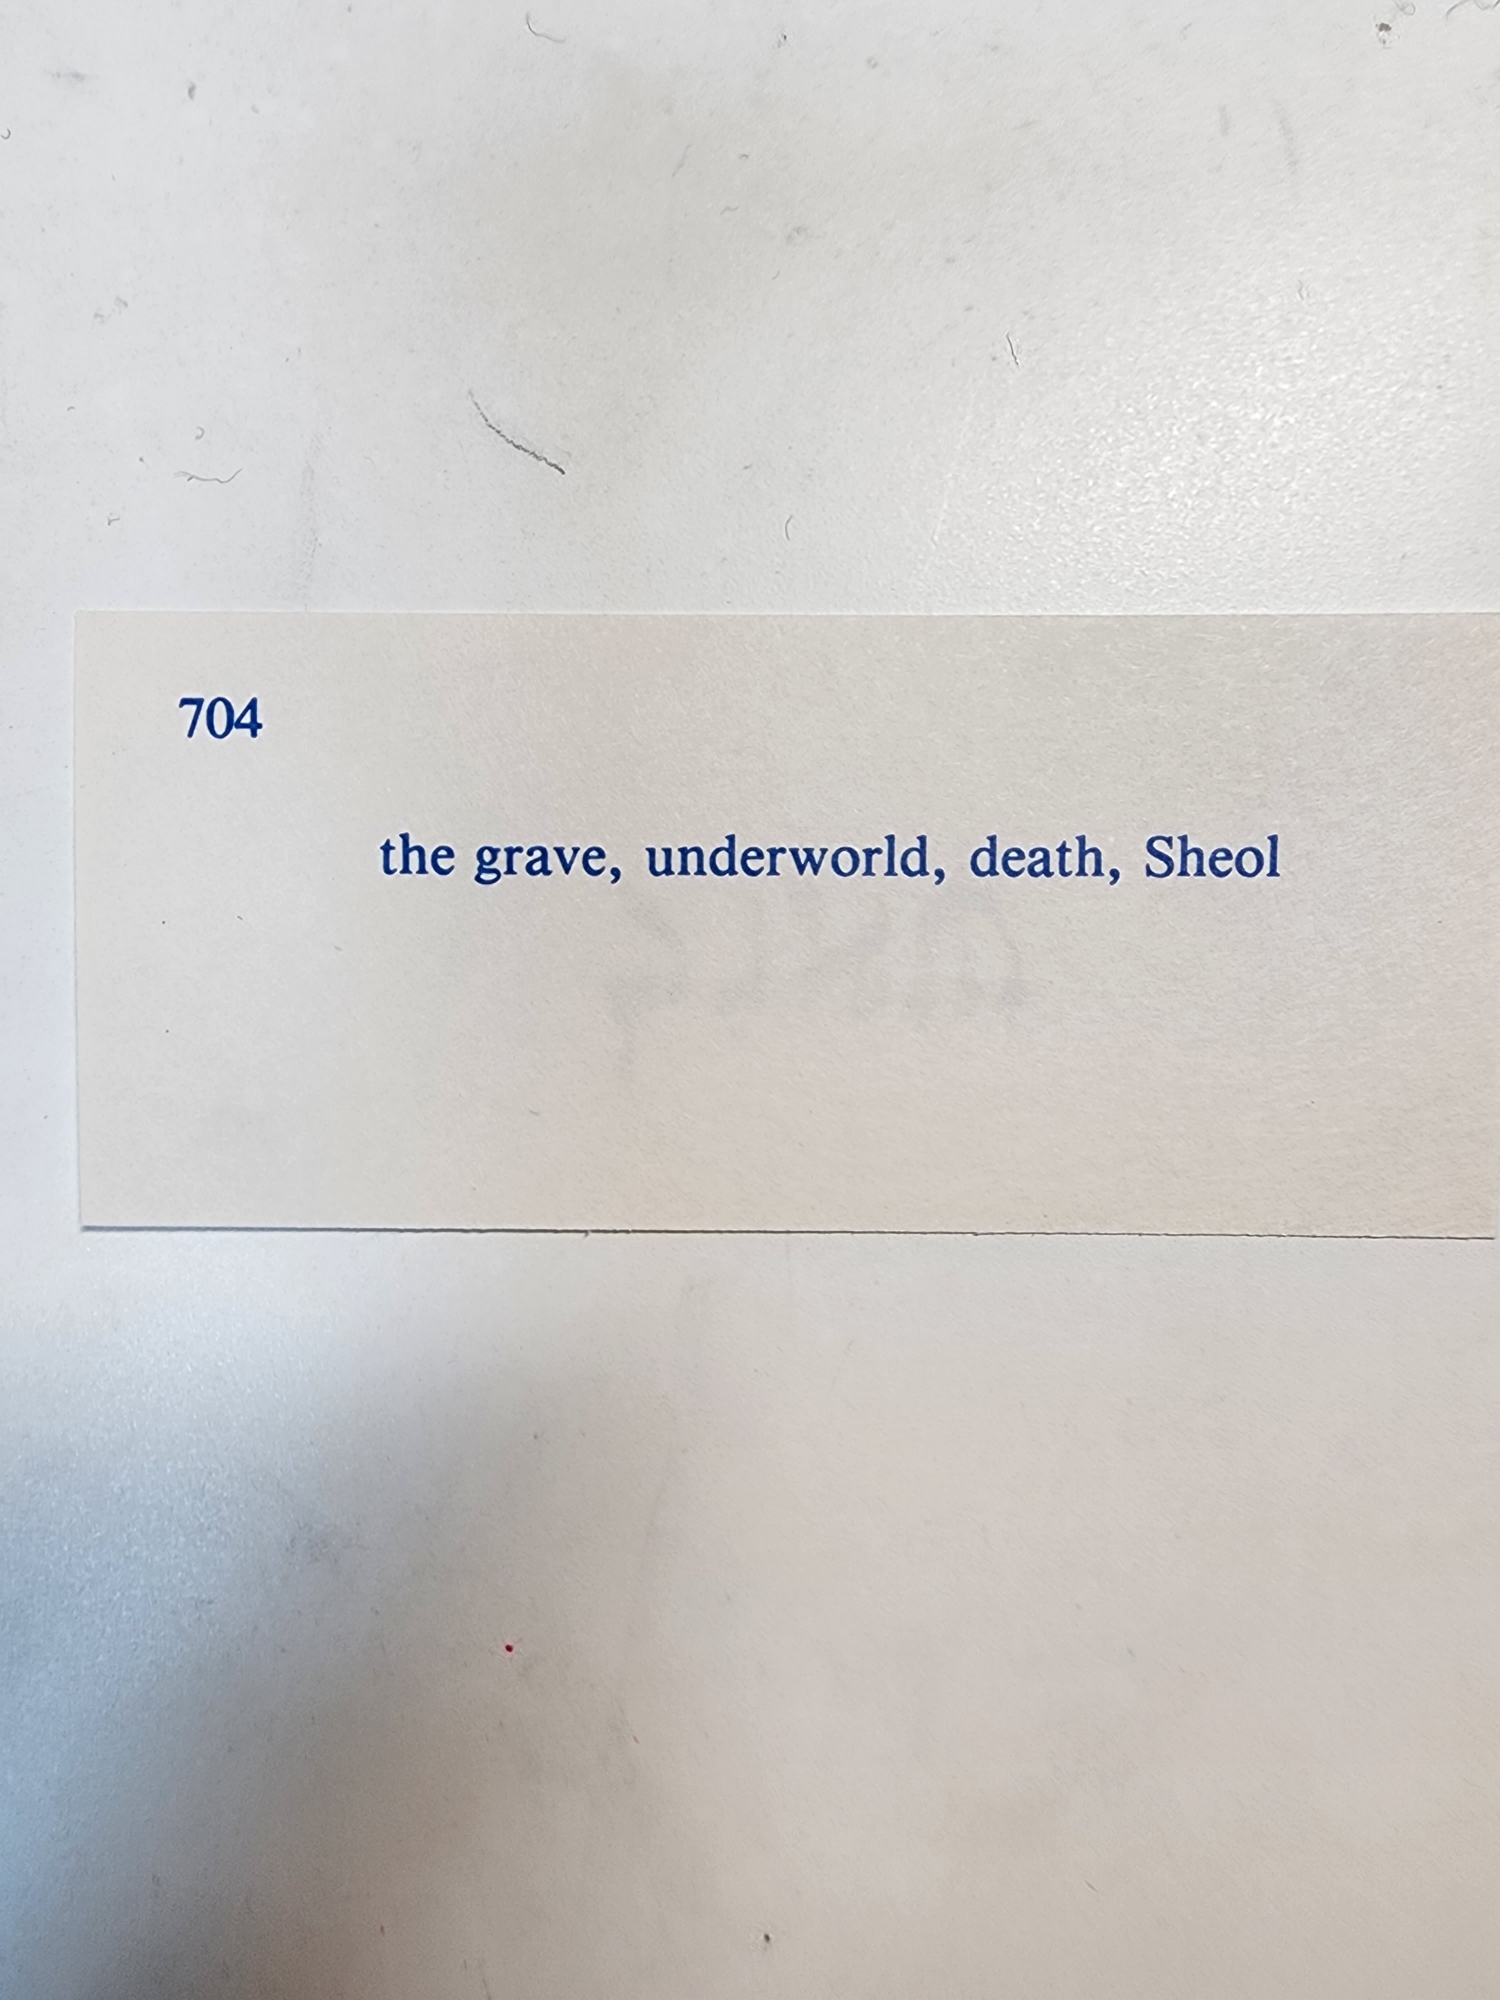 704
the grave, underworld, death, Sheol